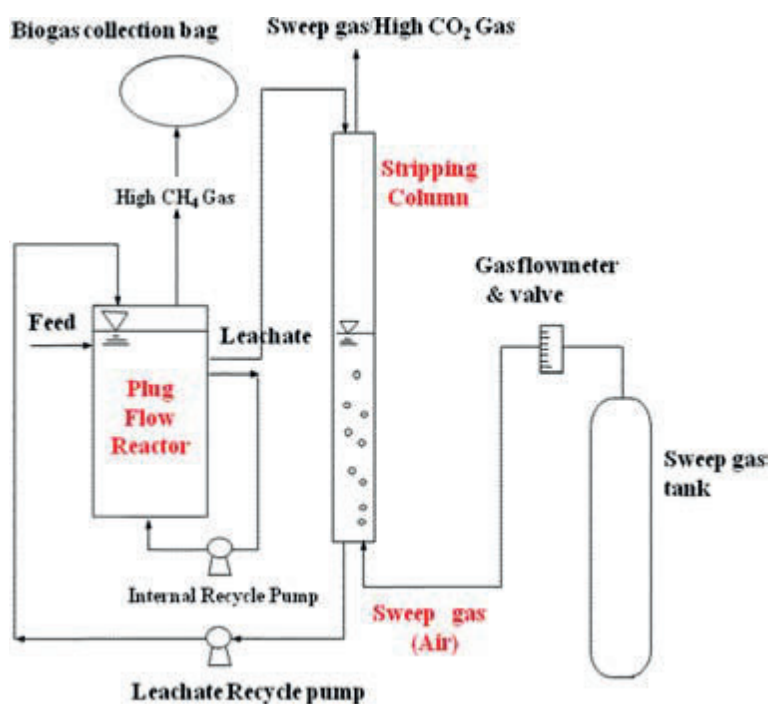 Sweep gas/High CO2 Gas
Biogas collection bag
High CH4 Gas
Stripping
Column
Gas flowmeter
& valve
Feed
Leachate
Plug
Flow
Reactor
Sweep gas
tank
Internal Recycle Pump
Sweep gas
(Air)
Leachate Recycle pump